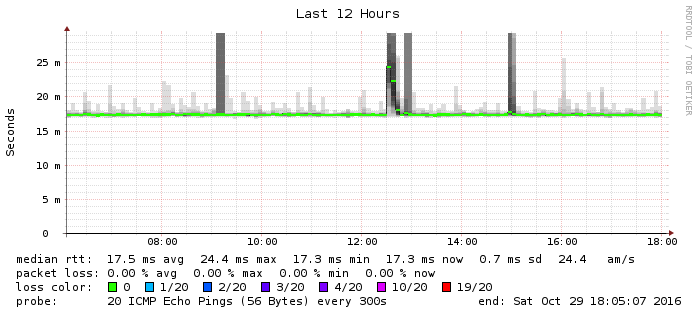 Last 12 Hours
RRDTOOL / TOBI OETIKER
Seconds
25 m
20 m
15 m
10 m
5 m
0
08:00 10:00 12:00 14:00 16:00 18:00
median rtt: 17.5 ms avg 24.4 ms max 17.3 ms min 17.3 ms now 0.7 ms sd 24.4 am/s
packet loss: 0.00 % avg 0.00 % max 0.00 % min 0.00 % now
loss color: 0 1/20 2/20 3/20 4/20 10/20 19/20
probe: 20 ICMP Echo Pings (56 Bytes) every 300s end: Sat Oct 29 18:05:07 2016